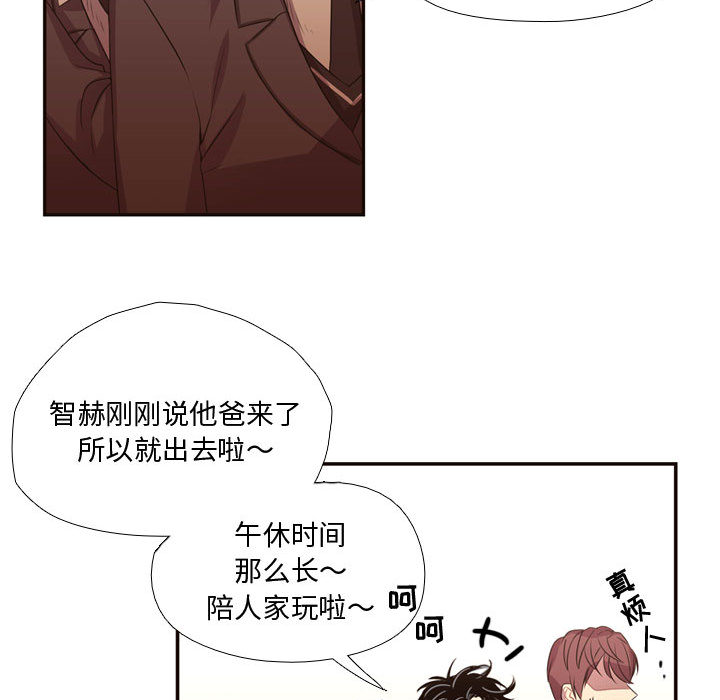 智赫刚刚说他爸来了
所以就出去啦～
午休时间
那么长～
陪人家玩啦～
呵
呵
真
烦人